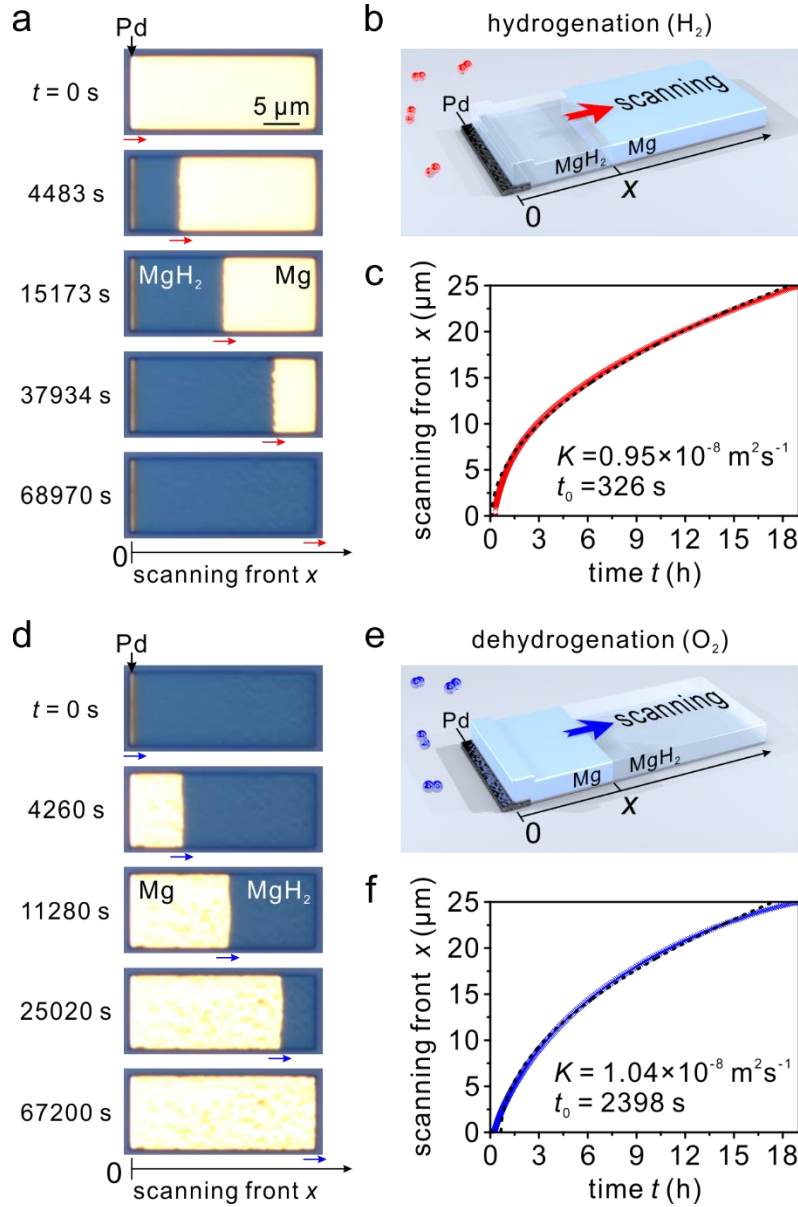 a
Pd
t = 0 s
5 μm
4483 s
15173 s
MgH₂ Mg
37934 s
68970 s
0
scanning front x
b
hydrogenation (H₂)
Pd
scanning
MgH₂ Mg
0 x
c
scanning front x (μm)
25
20
15
10
5
0
K = 0.95×10⁻⁸ m²s⁻¹
t₀ = 326 s
0 3 6 9 12 15 18
time t (h)
d
Pd
t = 0 s
4260 s
11280 s
Mg MgH₂
25020 s
67200 s
0
scanning front x
e
dehydrogenation (O₂)
Pd
scanning
Mg MgH₂
0 x
f
scanning front x (μm)
25
20
15
10
5
0
K = 1.04×10⁻⁸ m²s⁻¹
t₀ = 2398 s
0 3 6 9 12 15 18
time t (h)